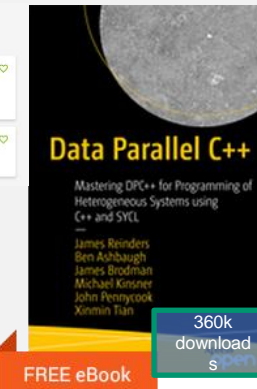 Data Parallel C++
Mastering DPC++ for Programming of
Heterogeneous Systems using
C++ and SYCL
James Reinders
Ben Ashbaugh
James Brodman
Michael Kinsner
John Pennycook
Xinmin Tian
360k
download
s
open
FREE eBook